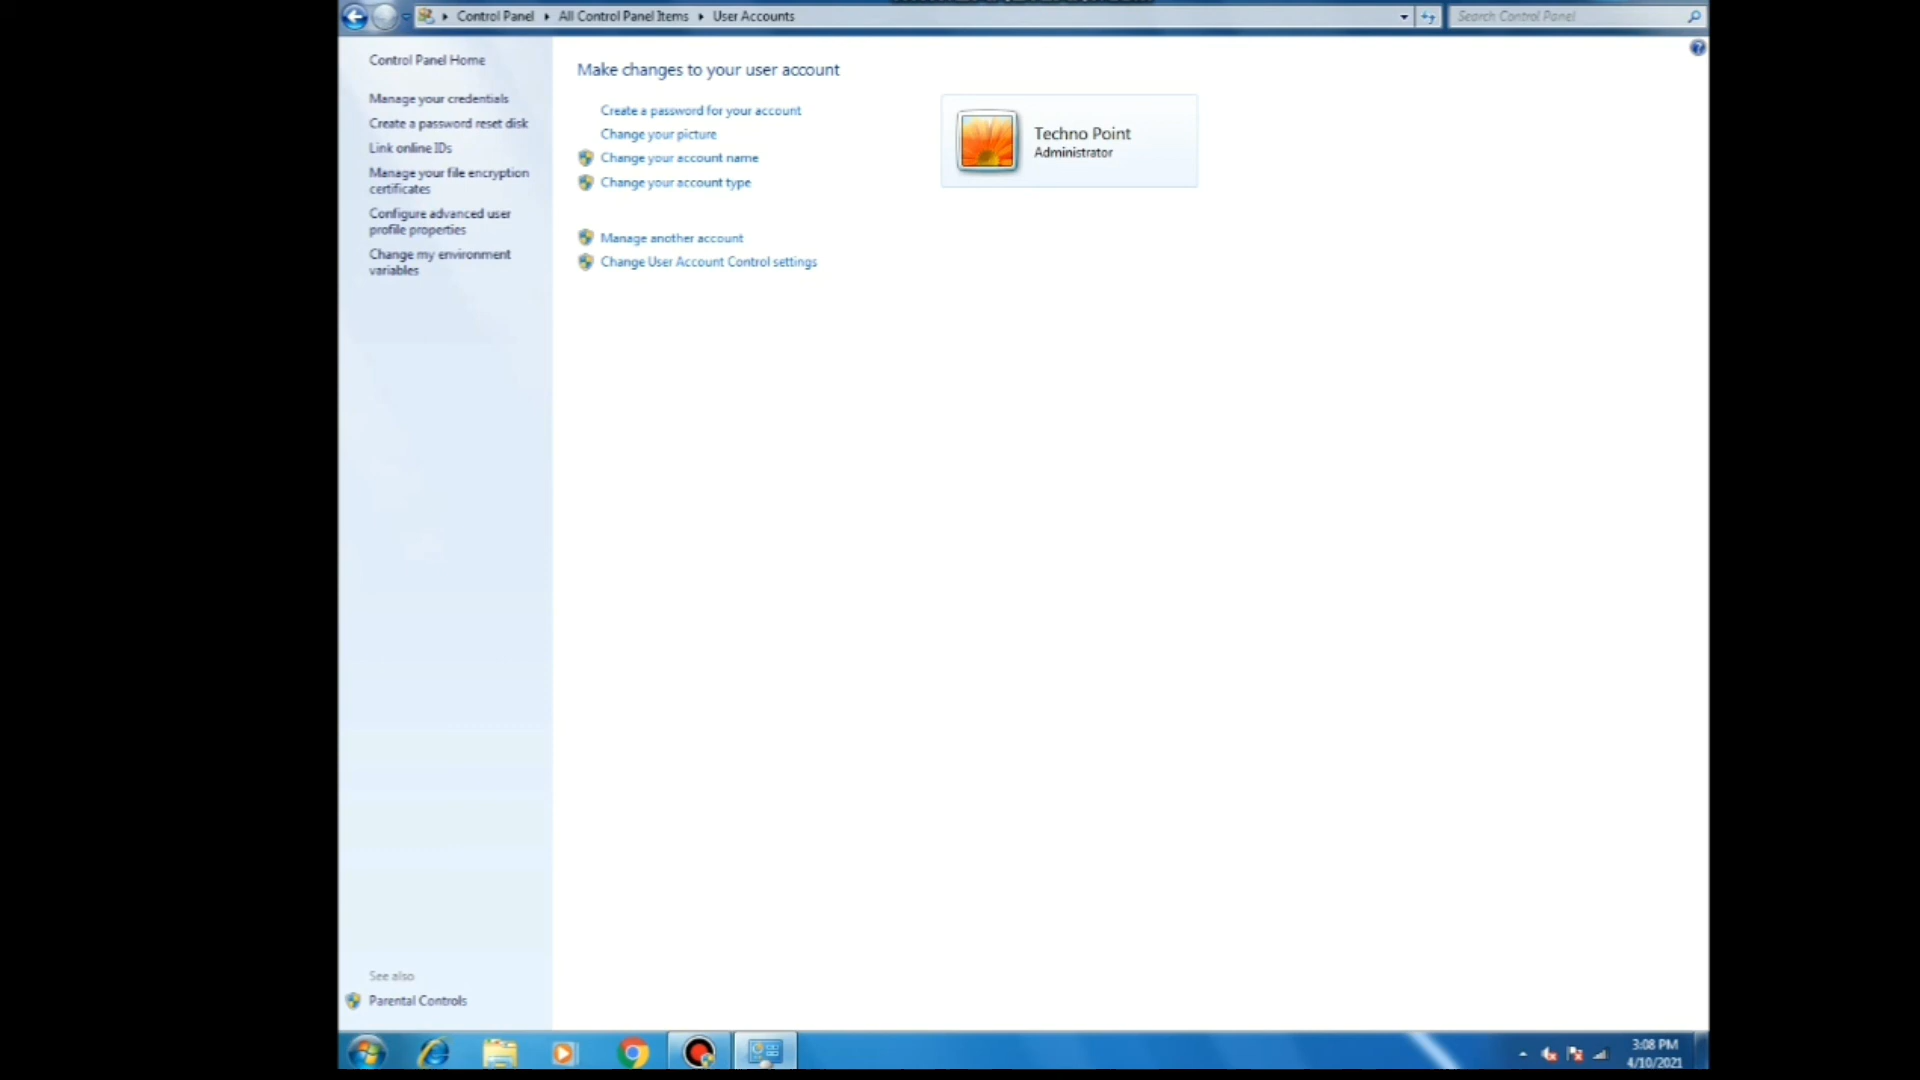 Control Panel
All Control Panel Items
User Accounts
Search Control Panel
Control Panel Home
Manage your credentials
Create a password reset disk
Link online IDs
Manage your file encryption
certificates
Configure advanced user
profile properties
Change my environment
variables
Make changes to your user account
Create a password for your account
Change your picture
Change your account name
Change your account type
Manage another account
Change User Account Control settings
Techno Point
Administrator
See also
Parental Controls
3:08 PM
4/10/2021